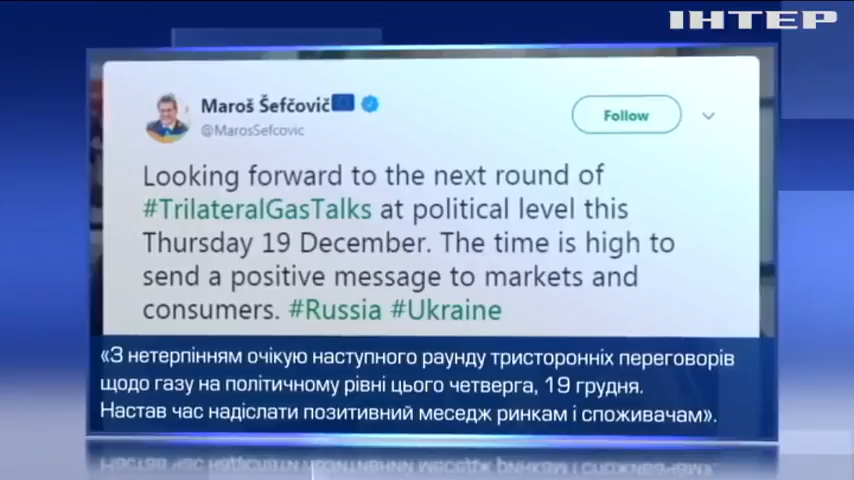 ІНТЕР
Maroš Šefčovič
@MarosSefcovic
Follow
Looking forward to the next round of
#TrilateralGasTalks at political level this
Thursday 19 December. The time is high to
send a positive message to markets and
consumers. #Russia #Ukraine
«З нетерпінням очікую наступного раунду тристоронніх переговорів
щодо газу на політичному рівні цього четверга, 19 грудня.
Настав час надіслати позитивний меседж ринкам і споживачам».